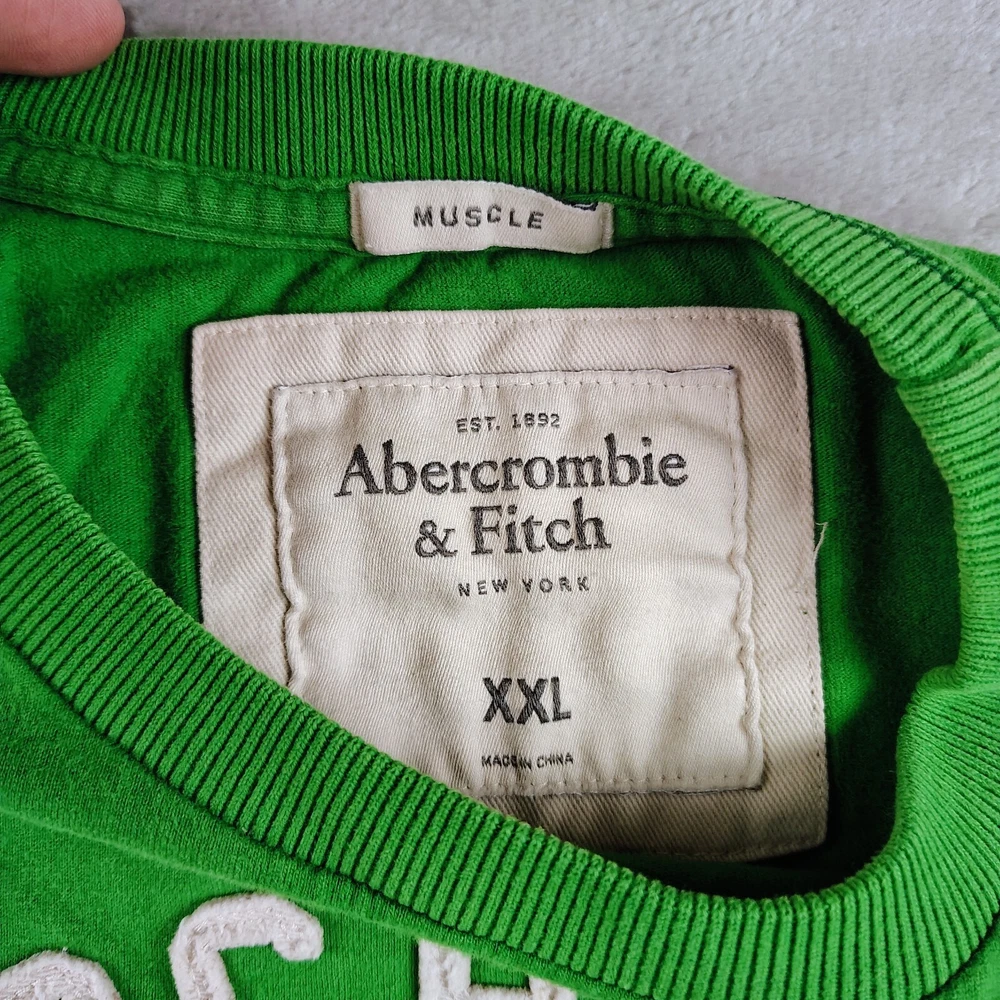 MUSCLE
EST. 1892
Abercrombie
& Fitch
NEW YORK
XXL
MADE IN CHINA